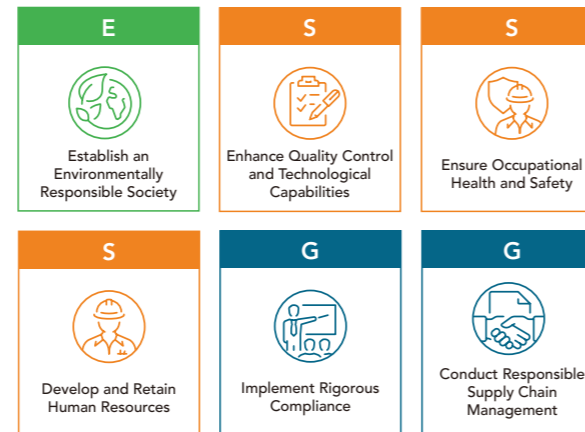 E
Establish an
Environmentally
Responsible Society
S
Enhance Quality Control
and Technological
Capabilities
S
Ensure Occupational
Health and Safety
S
Develop and Retain
Human Resources
G
Implement Rigorous
Compliance
G
Conduct Responsible
Supply Chain
Management